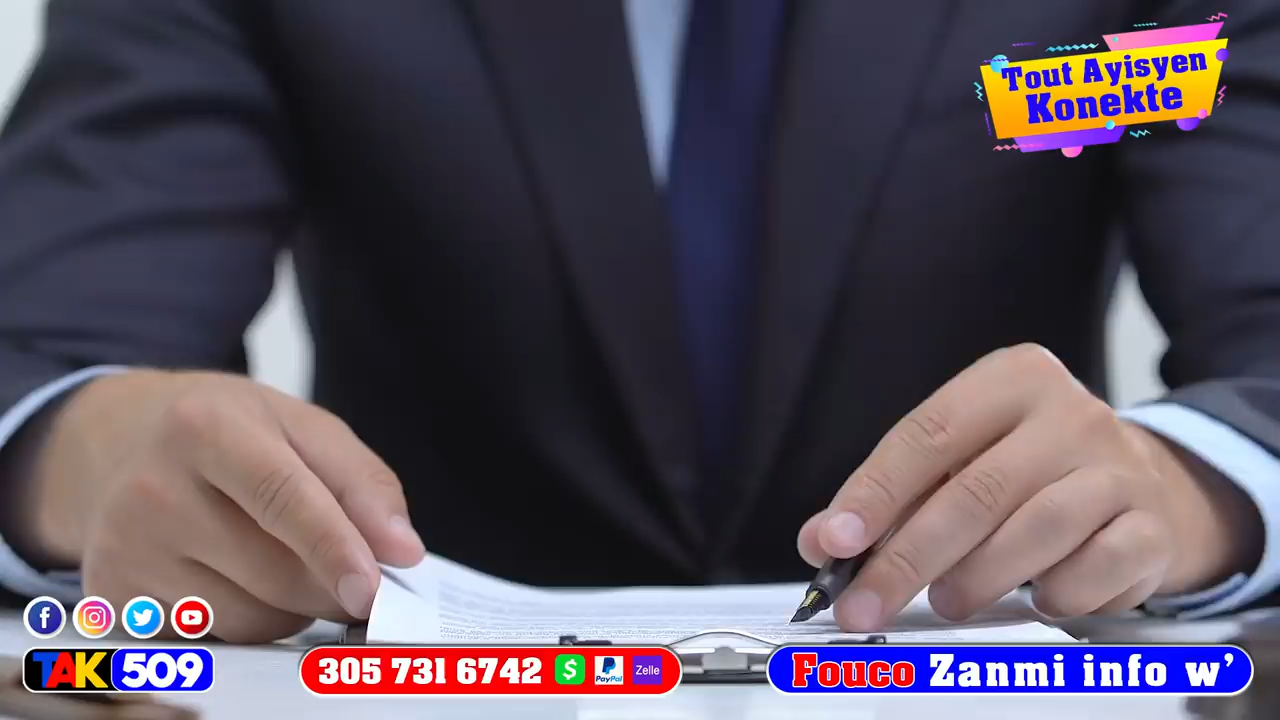 Tout Ayisyen
Konekte
TAK 509
305 731 6742
$
PayPal
Zelle
Fouco Zanmi info w’